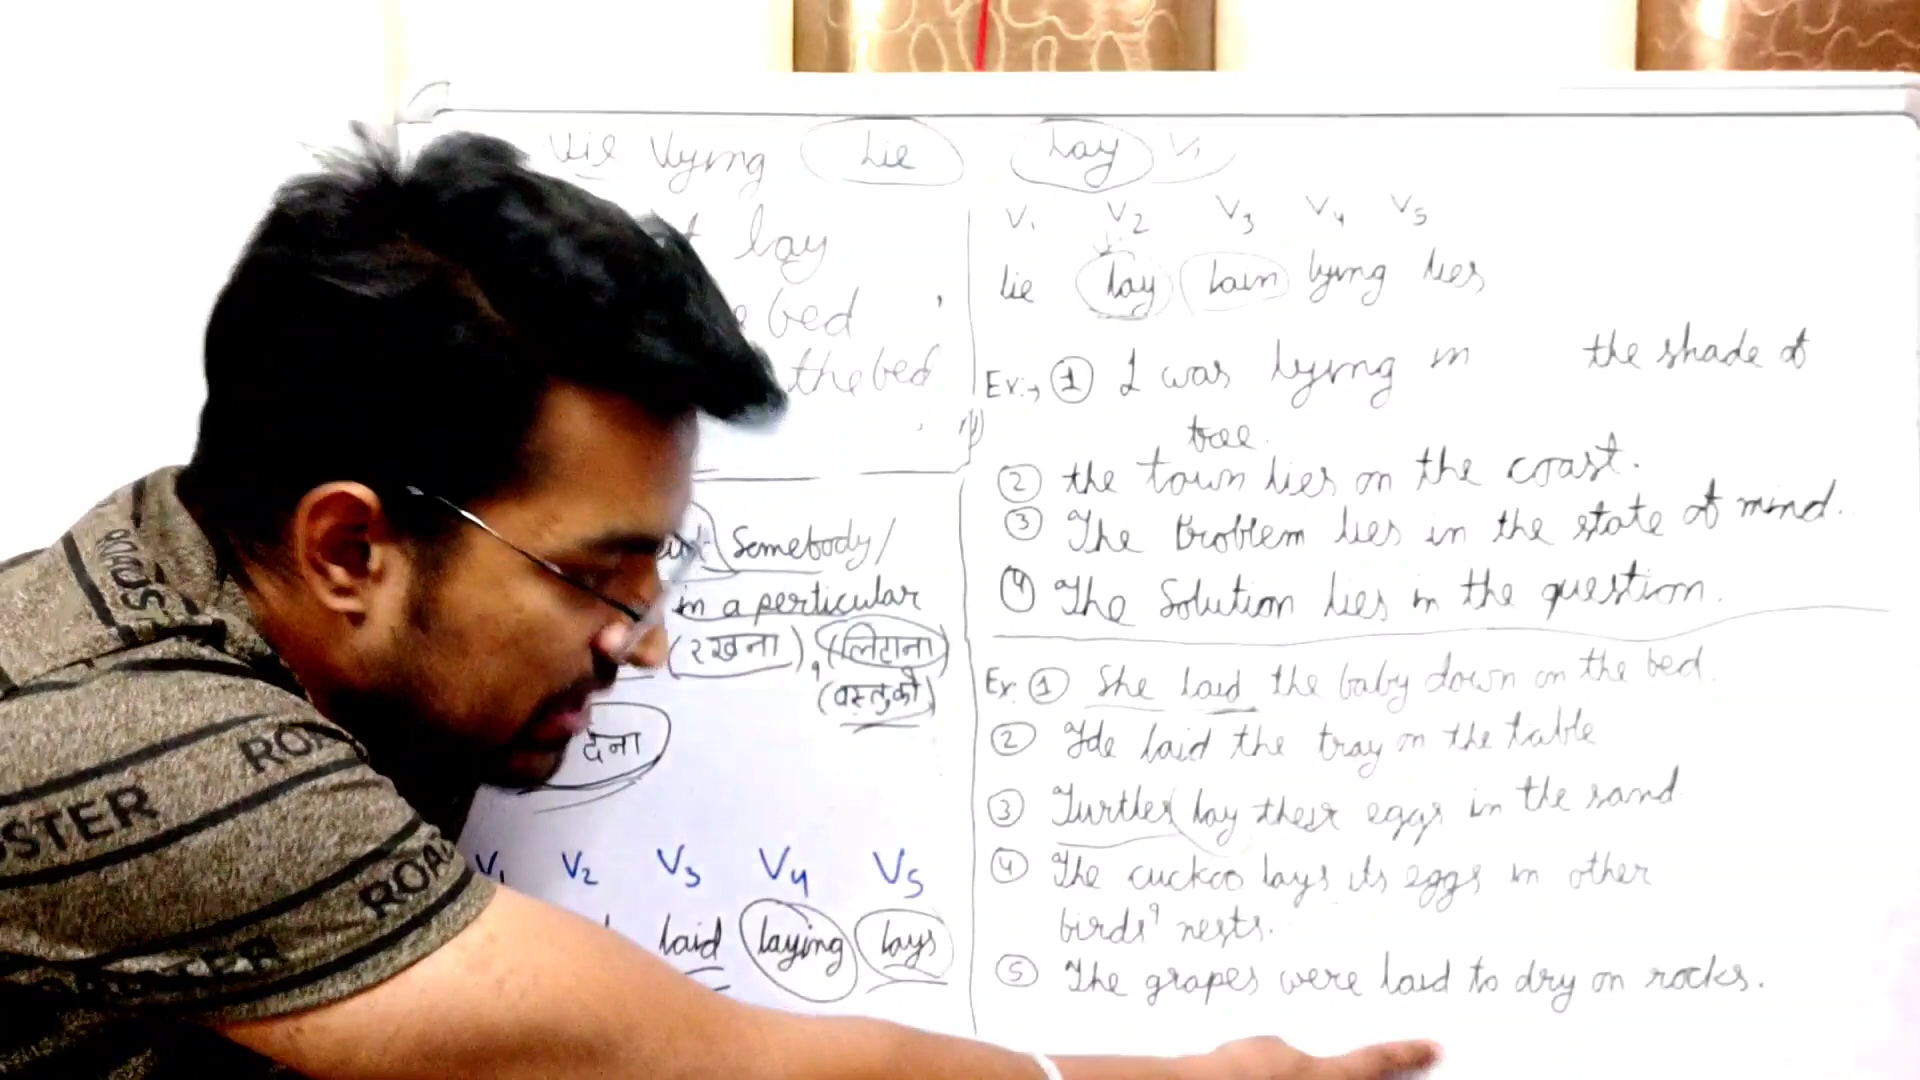 Vie Vying Lie Lay V1
lay
bed
the bed
V1 V2 V3 V4 V5
lie lay lain lying lies
Ex:→ ① I was lying in the shade of
tree.
② the town lies on the coast.
③ The Problem lies in the state of mind.
④ The Solution lies in the question.
Somebody/
in a perticular
(रखना), (लिटाना)
(वस्तुको)
देना
V1 V2 V3 V4 V5
laid laying lays
Ex. ① She laid the baby down on the bed.
② He laid the tray on the table
③ Turtles lay their eggs in the sand
④ The cuckoo lays its eggs in other
birds' nests.
⑤ The grapes were laid to dry on rocks.
ROADSTER
ROADSTER
ROA